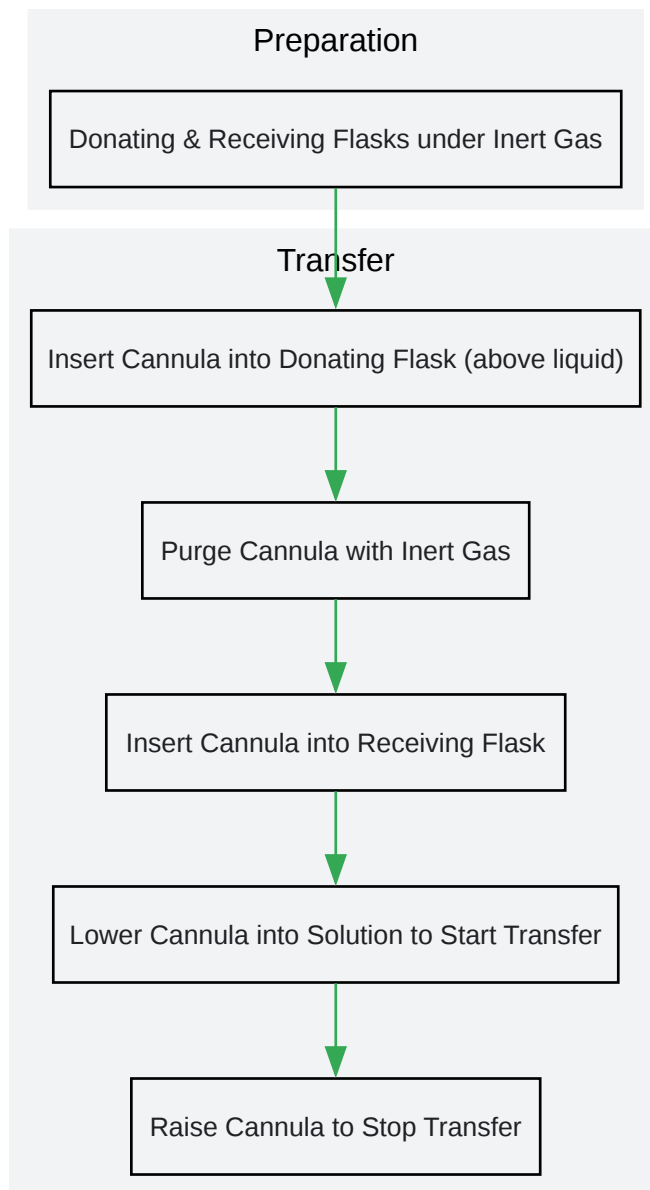 Preparation
Donating & Receiving Flasks under Inert Gas
Transfer
Insert Cannula into Donating Flask (above liquid)
Purge Cannula with Inert Gas
Insert Cannula into Receiving Flask
Lower Cannula into Solution to Start Transfer
Raise Cannula to Stop Transfer